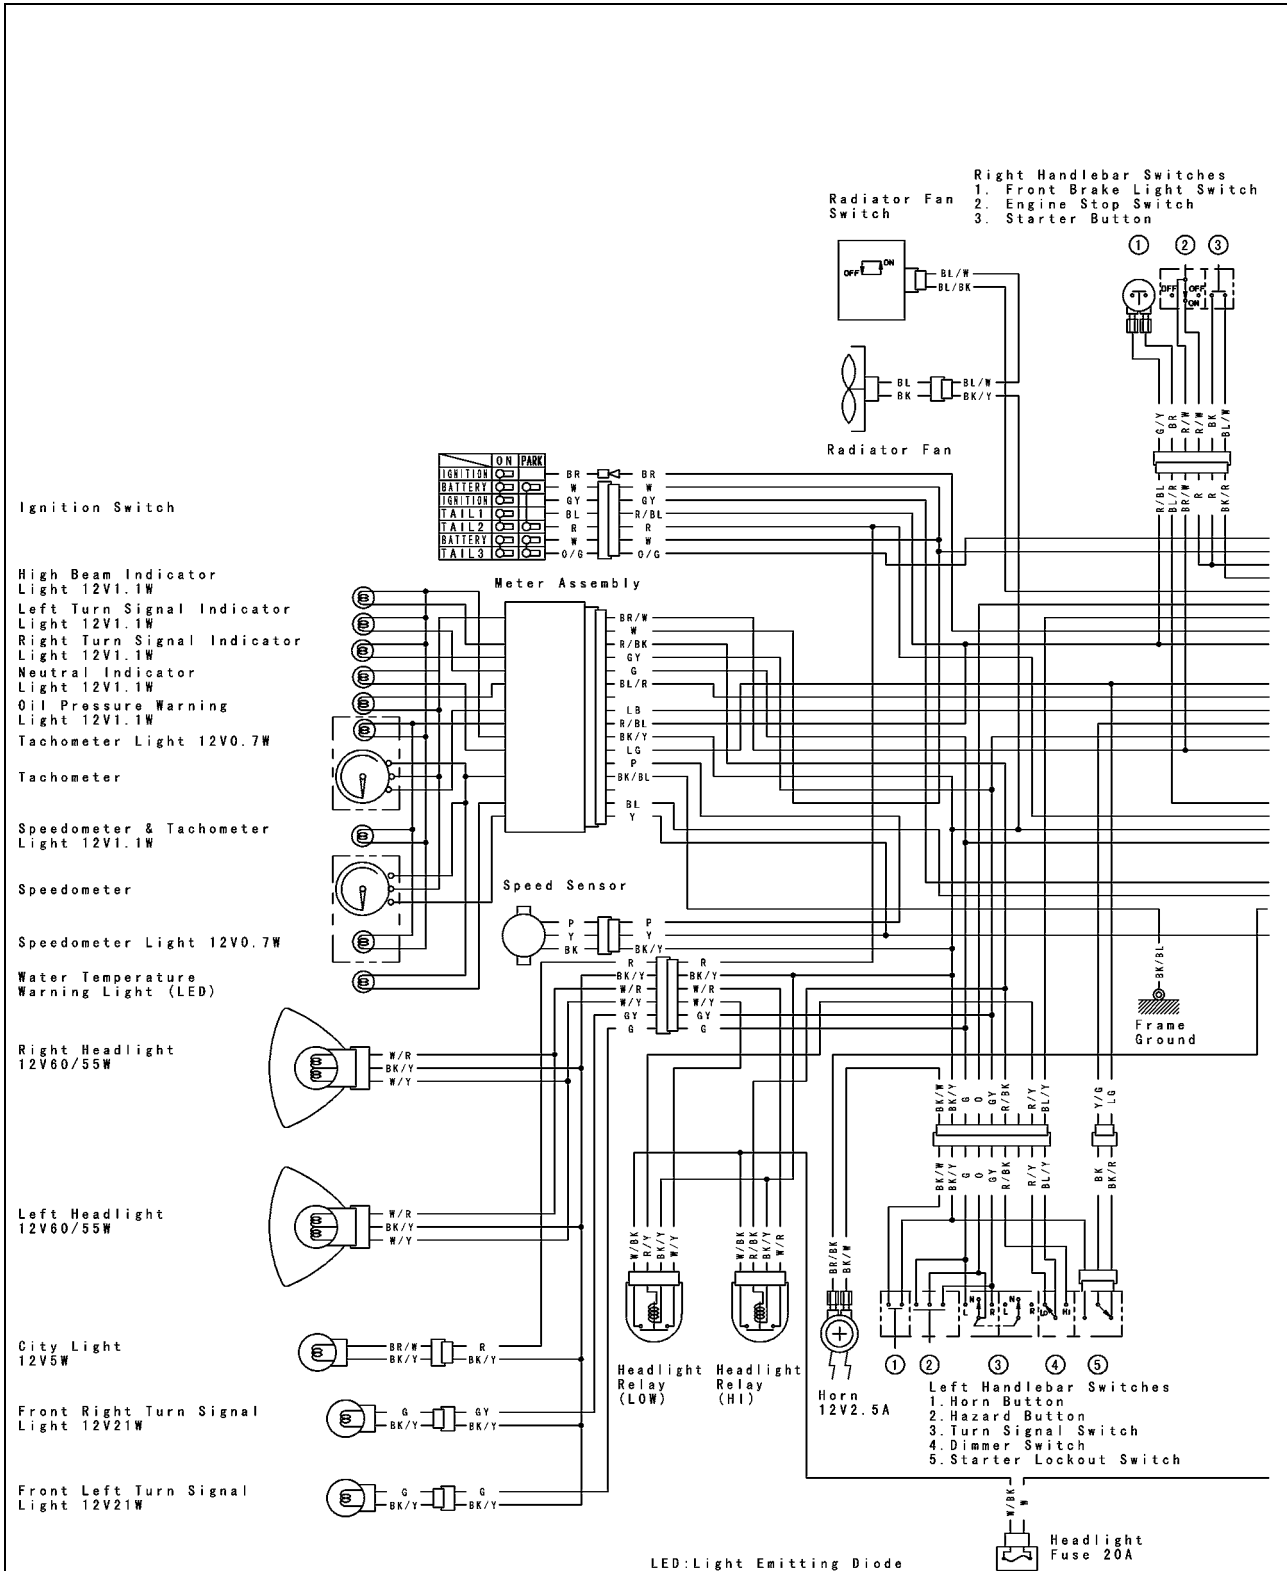 Right Handlebar Switches
1. Front Brake Light Switch
2. Engine Stop Switch
3. Starter Button
Radiator Fan
Switch
1 2 3
OFF ON
BL/W
BL/BK
OFF OFF
ON
BL BL/W
BK BK/Y
Radiator Fan
G/Y BR R/W R/W BK BL/W
R/BL BL/R BR/W R R BK/R
Ignition Switch
ON PARK
IGNITION BR BR
BATTERY W W
IGNITION GY GY
TAIL1 BL R/BL
TAIL2 R R
BATTERY W W
TAIL3 O/G O/G
Meter Assembly
High Beam Indicator
Light 12V1.1W
Left Turn Signal Indicator
Light 12V1.1W
Right Turn Signal Indicator
Light 12V1.1W
Neutral Indicator
Light 12V1.1W
Oil Pressure Warning
Light 12V1.1W
Tachometer Light 12V0.7W
Tachometer
Speedometer & Tachometer
Light 12V1.1W
Speedometer
Speedometer Light 12V0.7W
Water Temperature
Warning Light (LED)
BR/W
W
R/BK
GY
G
BL/R
LB
R/BL
BK/Y
LG
P
BK/BL
BL
Y
Speed Sensor
P P
Y Y
BK BK/Y
R R
BK/Y BK/Y
W/R W/R
W/Y W/Y
GY GY
G G
BK/BL
Frame
Ground
Right Headlight
12V60/55W
W/R
BK/Y
W/Y
Left Headlight
12V60/55W
W/R
BK/Y
W/Y
BK/W BK/Y G O GY R/BK R/Y BL/Y Y/G LG
BK/W BK/Y G O GY R/BK R/Y BL/Y BK BK/R
W/BK R/Y BK/Y W/Y
W/BK R/BK BK/Y W/R
BR/BK BK/W
L N R L N R LO HI
City Light
12V5W
BR/W R
BK/Y BK/Y
Front Right Turn Signal
Light 12V21W
G GY
BK/Y BK/Y
Front Left Turn Signal
Light 12V21W
G G
BK/Y BK/Y
Headlight
Relay
(LOW)
Headlight
Relay
(HI)
Horn
12V2.5A
1 2 3 4 5
Left Handlebar Switches
1.Horn Button
2.Hazard Button
3.Turn Signal Switch
4.Dimmer Switch
5.Starter Lockout Switch
W/BK W
Headlight
Fuse 20A
LED:Light Emitting Diode